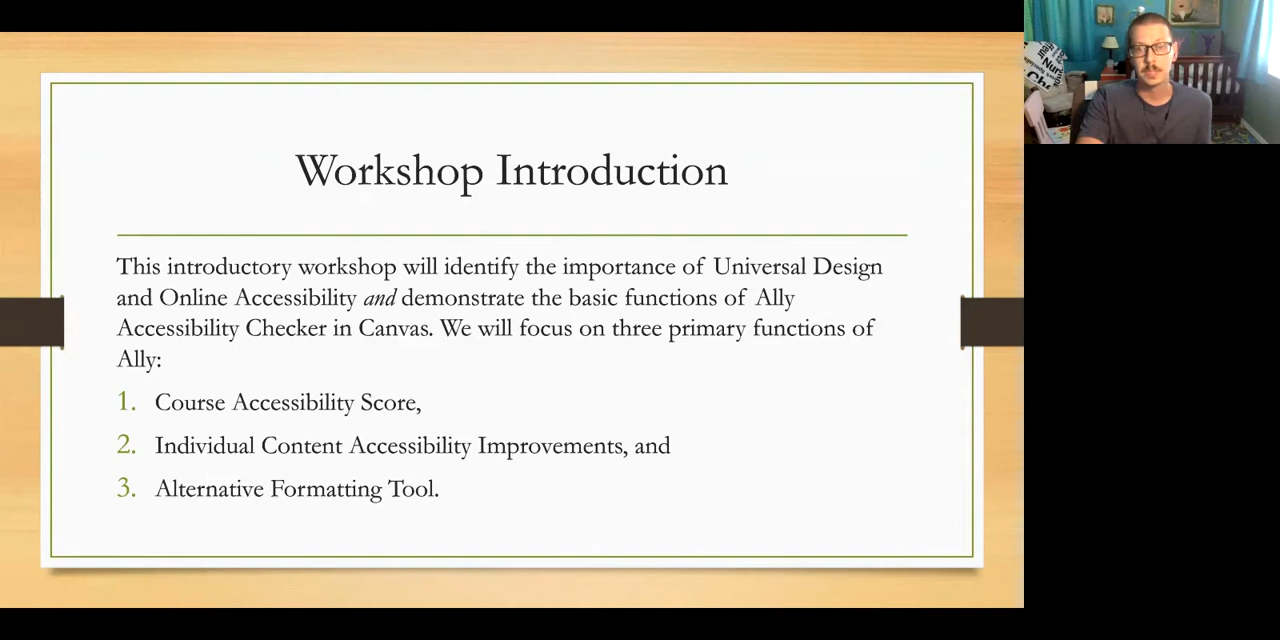 Workshop Introduction
This introductory workshop will identify the importance of Universal Design
and Online Accessibility and demonstrate the basic functions of Ally
Accessibility Checker in Canvas. We will focus on three primary functions of
Ally:
1. Course Accessibility Score,
2. Individual Content Accessibility Improvements, and
3. Alternative Formatting Tool.